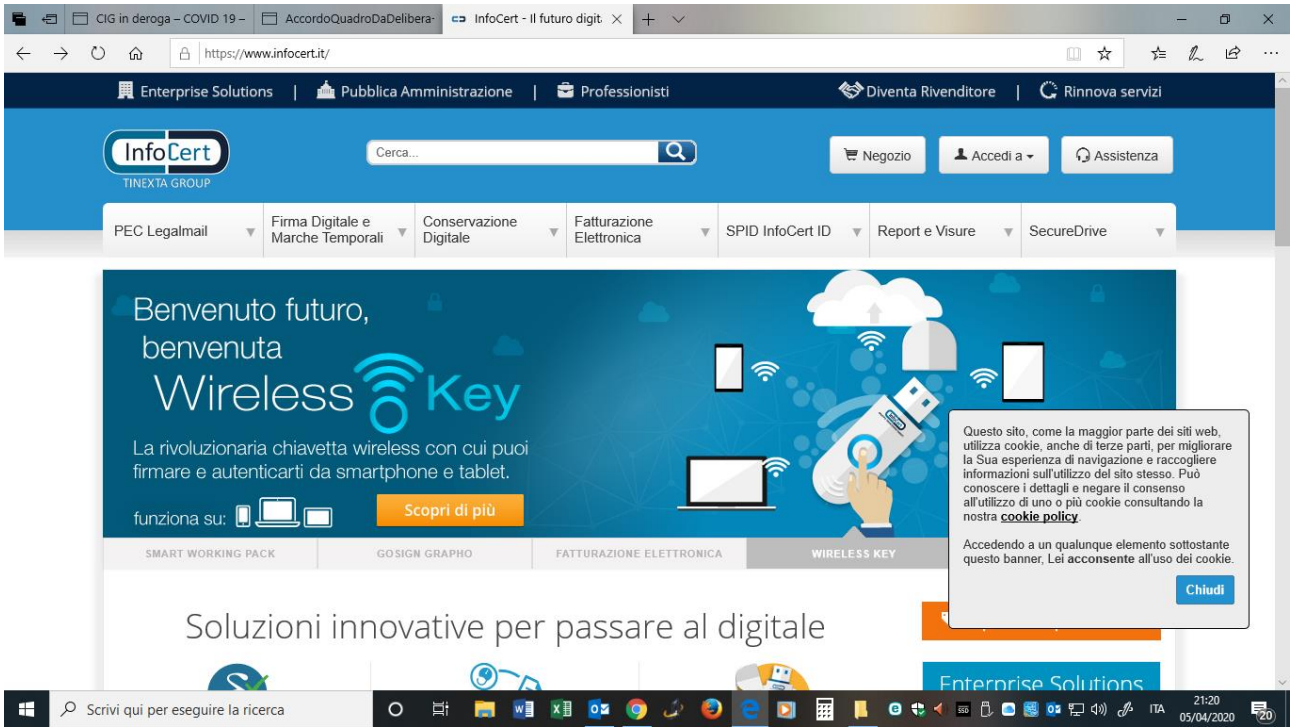 CIG in deroga – COVID 19 –
AccordoQuadroDaDelibera-
InfoCert - Il futuro digit
https://www.infocert.it/
Enterprise Solutions | Pubblica Amministrazione | Professionisti
Diventa Rivenditore | Rinnova servizi
InfoCert
TINEXTA GROUP
Cerca...
Negozio
Accedi a
Assistenza
PEC Legalmail
Firma Digitale e
Marche Temporali
Conservazione
Digitale
Fatturazione
Elettronica
SPID InfoCert ID
Report e Visure
SecureDrive
Benvenuto futuro,
benvenuta
Wireless Key
La rivoluzionaria chiavetta wireless con cui puoi
firmare e autenticarti da smartphone e tablet.
funziona su:
Scopri di più
SMART WORKING PACK
GOSIGN GRAPHO
FATTURAZIONE ELETTRONICA
WIRELESS KEY
Questo sito, come la maggior parte dei siti web,
utilizza cookie, anche di terze parti, per migliorare
la Sua esperienza di navigazione e raccogliere
informazioni sull'utilizzo del sito stesso. Può
conoscere i dettagli e negare il consenso
all'utilizzo di uno o più cookie consultando la
nostra cookie policy.
Accedendo a un qualunque elemento sottostante
questo banner, Lei acconsente all'uso dei cookie.
Chiudi
Soluzioni innovative per passare al digitale
Enterprise Solutions
Scrivi qui per eseguire la ricerca
ITA
21:20
05/04/2020
20